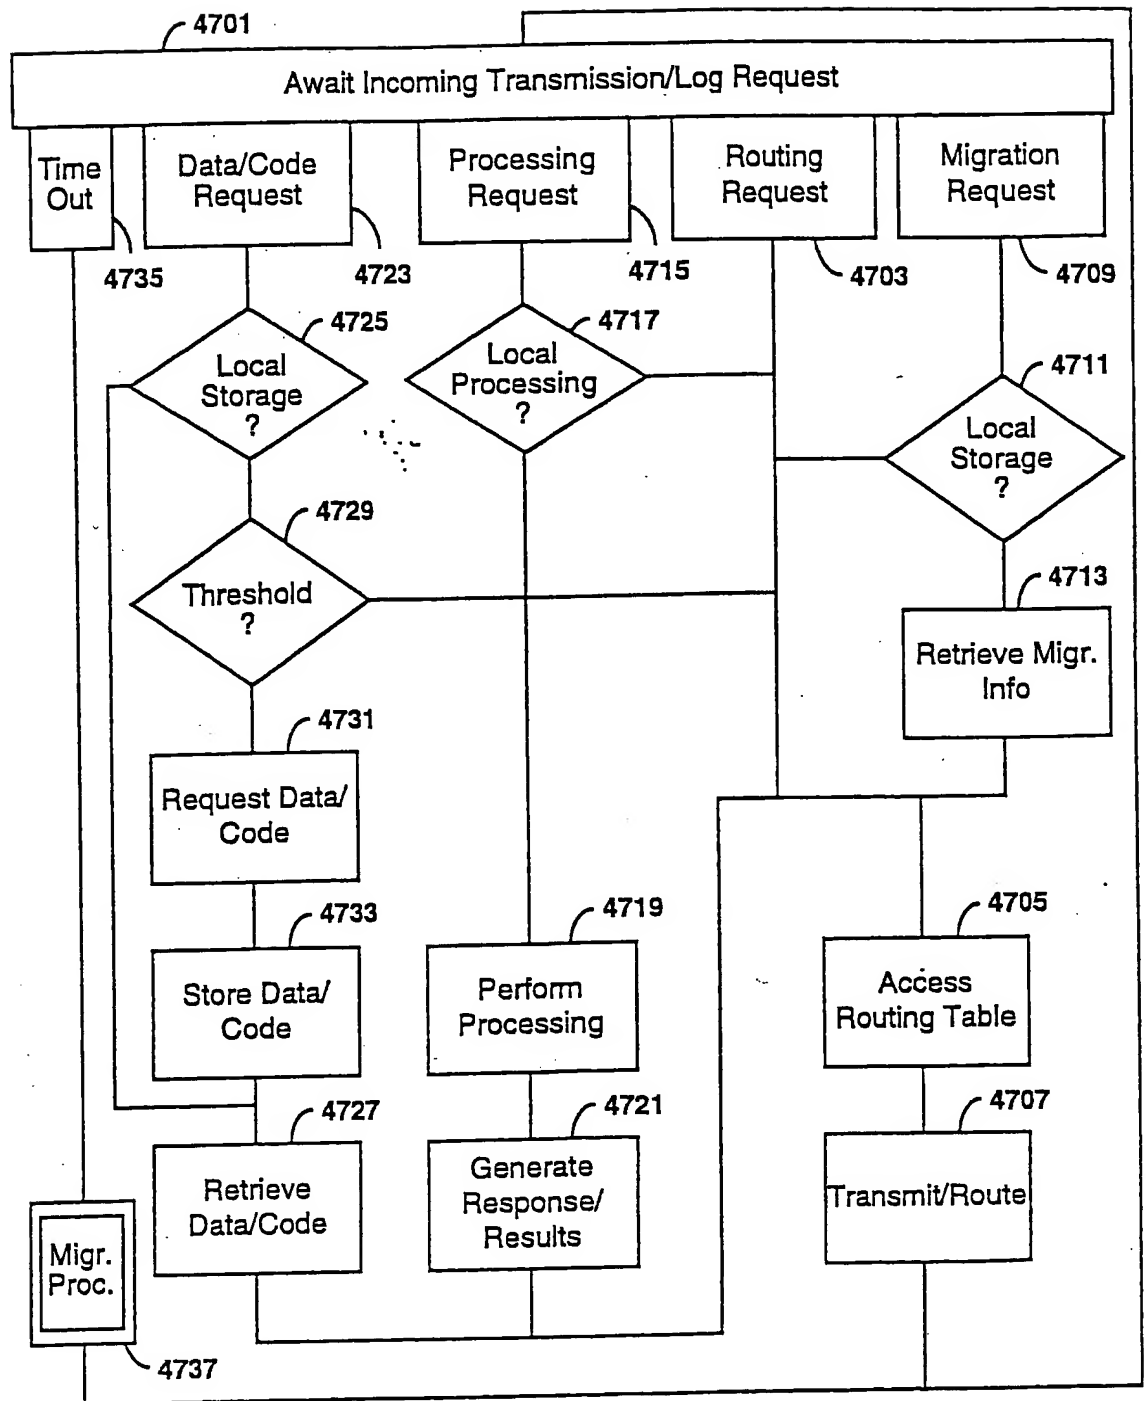 4701
Await Incoming Transmission/Log Request
Time
Out
Data/Code
Request
Processing
Request
Routing
Request
Migration
Request
4735
4723
4715
4703
4709
4725
Local
Storage
?
4717
Local
Processing
?
4711
Local
Storage
?
4729
Threshold
?
4713
Retrieve Migr.
Info
4731
Request Data/
Code
4733
Store Data/
Code
4719
Perform
Processing
4705
Access
Routing Table
4727
Retrieve
Data/Code
4721
Generate
Response/
Results
4707
Transmit/Route
Migr.
Proc.
4737